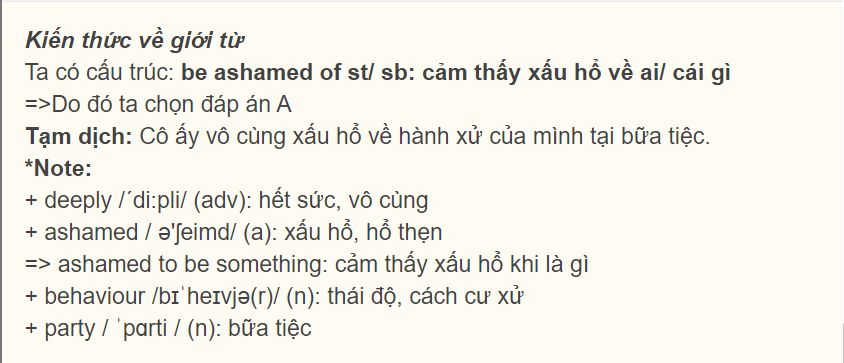 Kiến thức về giới từ
Ta có cấu trúc: be ashamed of st/ sb: cảm thấy xấu hổ về ai/ cái gì
=>Do đó ta chọn đáp án A
Tạm dịch: Cô ấy vô cùng xấu hổ về hành xử của mình tại bữa tiệc.
*Note:
+ deeply /´di:pli/ (adv): hết sức, vô cùng
+ ashamed / ə'ʃeimd/ (a): xấu hổ, hổ thẹn
=> ashamed to be something: cảm thấy xấu hổ khi là gì
+ behaviour /bɪˈheɪvjə(r)/ (n): thái độ, cách cư xử
+ party / ˈpɑrti / (n): bữa tiệc